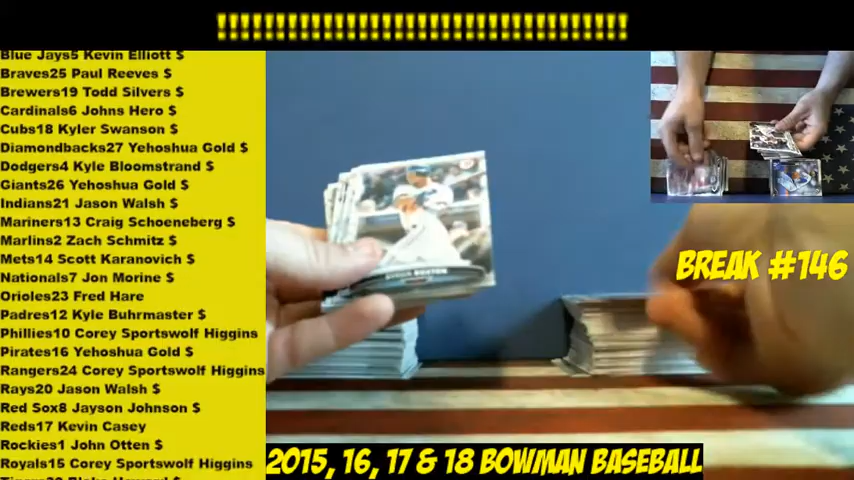 !!!!!!!!!!!!!!!!!!!!!!!!!!!!!!!!!!!!!!!!
Blue Jays5 Kevin Elliott $
Braves25 Paul Reeves $
Brewers19 Todd Silvers $
Cardinals6 Johns Hero $
Cubs18 Kyler Swanson $
Diamondbacks27 Yehoshua Gold $
Dodgers4 Kyle Bloomstrand $
Giants26 Yehoshua Gold $
Indians21 Jason Walsh $
Mariners13 Craig Schoeneberg $
Marlins2 Zach Schmitz $
Mets14 Scott Karanovich $
Nationals7 Jon Morine $
Orioles23 Fred Hare
Padres12 Kyle Buhrmaster $
Phillies10 Corey Sportswolf Higgins
Pirates16 Yehoshua Gold $
Rangers24 Corey Sportswolf Higgins
Rays20 Jason Walsh $
Red Sox8 Jayson Johnson $
Reds17 Kevin Casey
Rockies1 John Otten $
Royals15 Corey Sportswolf Higgins
BYRON BUXTON
BREAK #146
2015, 16, 17 & 18 BOWMAN BASEBALL